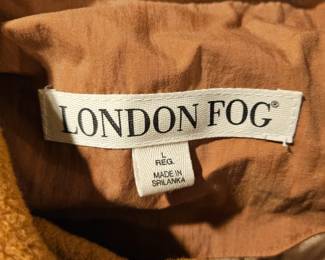 LONDON FOG®
L
REG.
MADE IN
SRILANKA